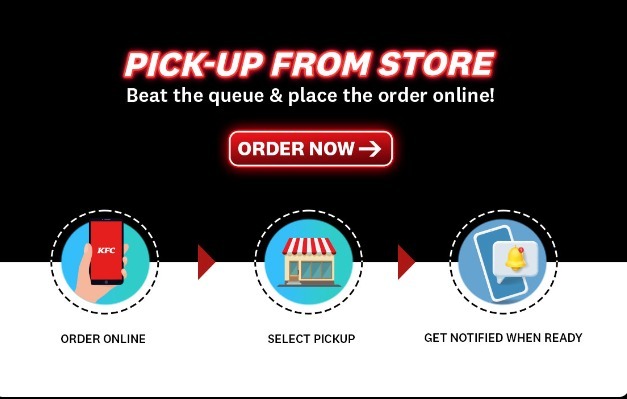 PICK-UP FROM STORE
Beat the queue & place the order online!
ORDER NOW
KFC
ORDER ONLINE
SELECT PICKUP
GET NOTIFIED WHEN READY